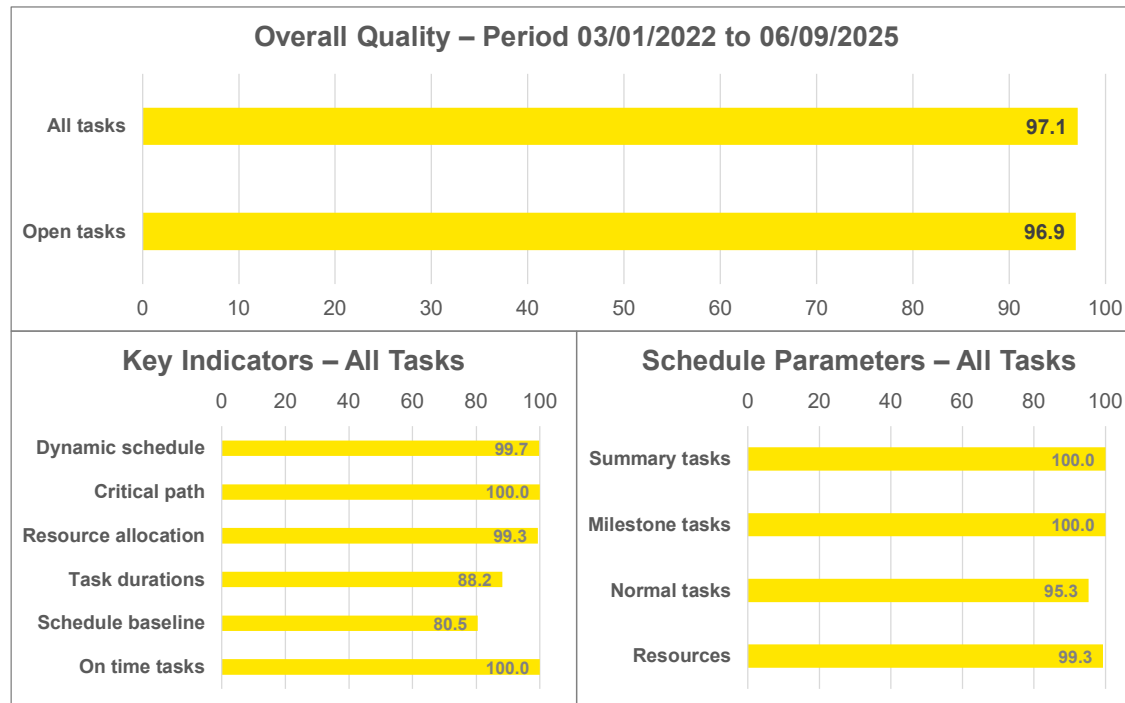 Overall Quality – Period 03/01/2022 to 06/09/2025
All tasks
97.1
Open tasks
96.9
0 10 20 30 40 50 60 70 80 90 100
Key Indicators – All Tasks
0 20 40 60 80 100
Dynamic schedule 99.7
Critical path 100.0
Resource allocation 99.3
Task durations 88.2
Schedule baseline 80.5
On time tasks 100.0
Schedule Parameters – All Tasks
0 20 40 60 80 100
Summary tasks 100.0
Milestone tasks 100.0
Normal tasks 95.3
Resources 99.3